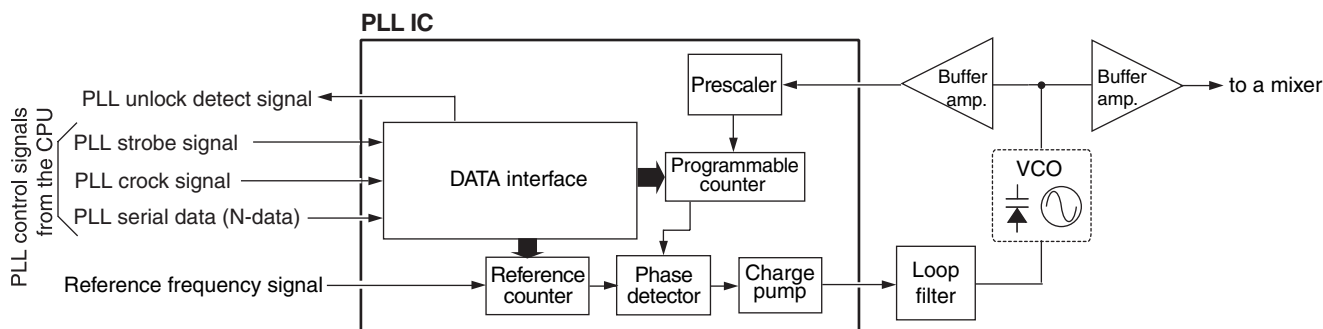 PLL IC
PLL control signals
from the CPU
PLL unlock detect signal
PLL strobe signal
PLL crock signal
PLL serial data (N-data)
Reference frequency signal
DATA interface
Prescaler
Programmable
counter
Reference
counter
Phase
detector
Charge
pump
Loop
filter
VCO
Buffer
amp.
Buffer
amp.
to a mixer